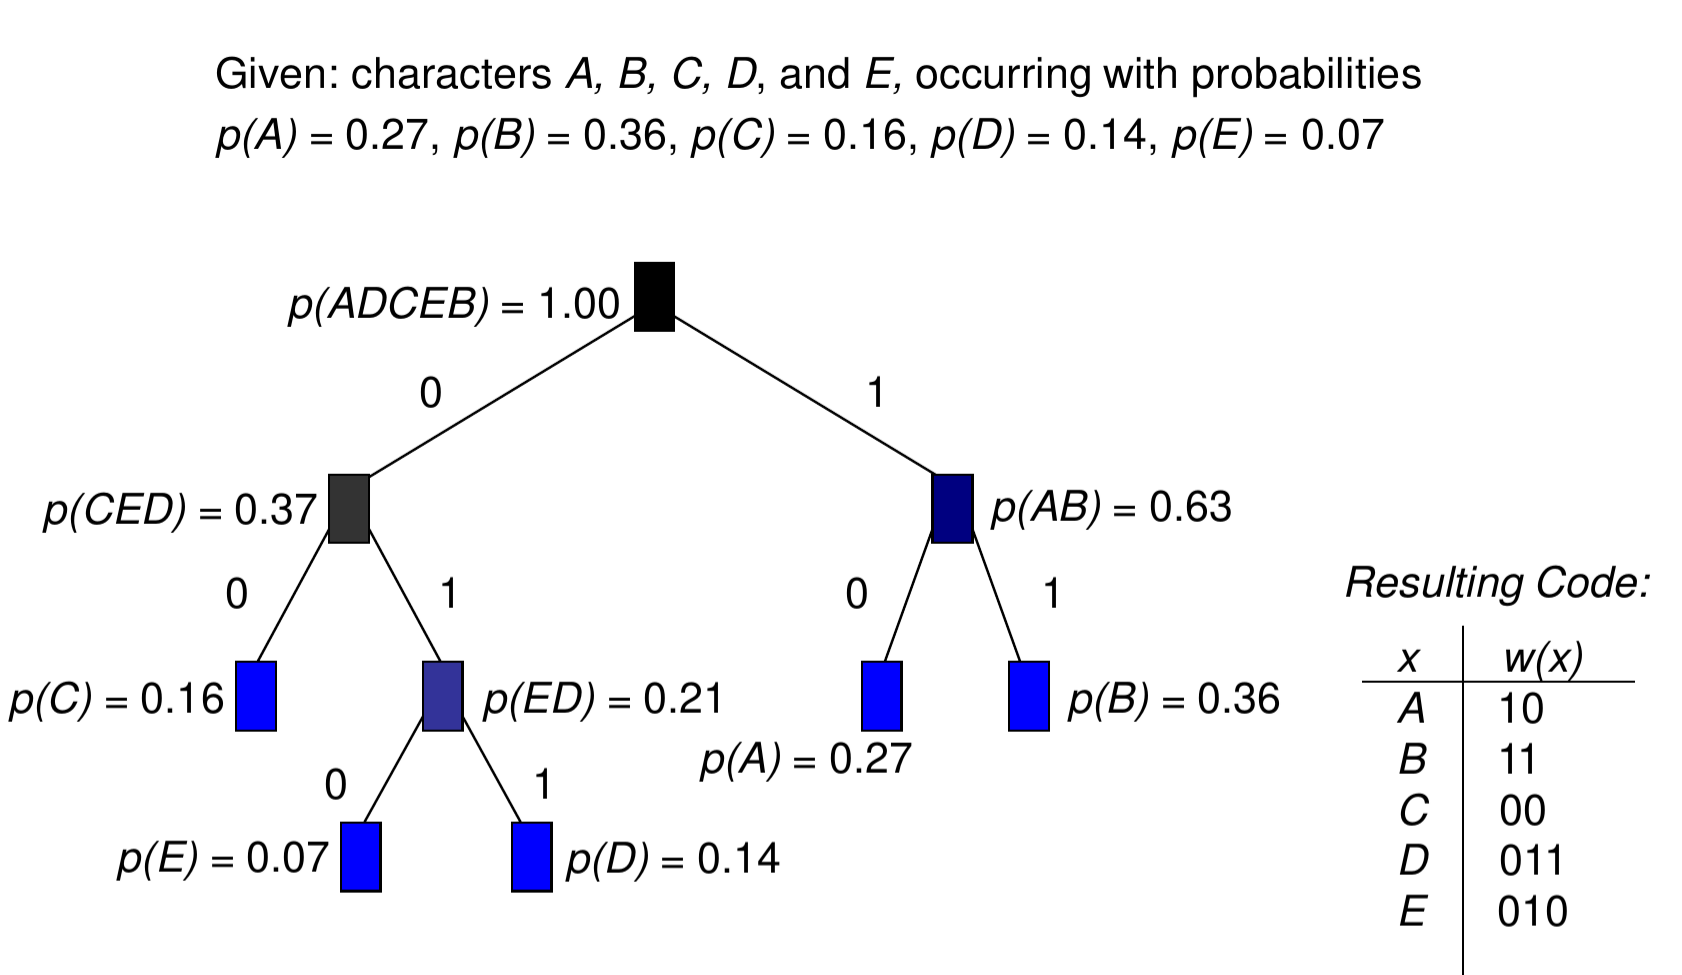 Given: characters A, B, C, D, and E, occurring with probabilities
p(A) = 0.27, p(B) = 0.36, p(C) = 0.16, p(D) = 0.14, p(E) = 0.07
p(ADCEB) = 1.00
0
1
p(CED) = 0.37
p(AB) = 0.63
0
1
0
1
p(C) = 0.16
p(ED) = 0.21
p(A) = 0.27
p(B) = 0.36
0
1
p(E) = 0.07
p(D) = 0.14
Resulting Code:
x w(x)
A 10
B 11
C 00
D 011
E 010